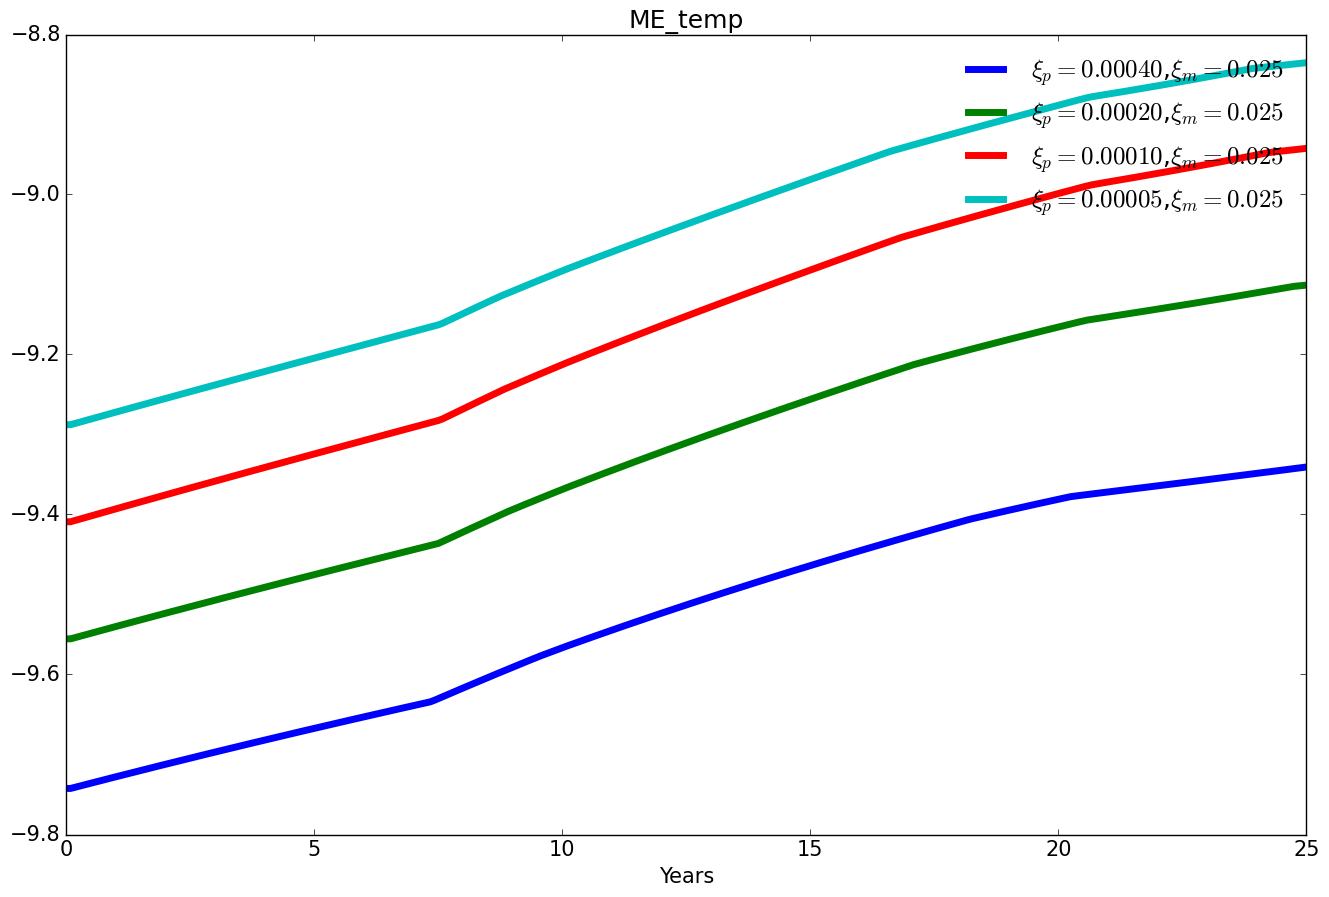 ME_temp
−8.8
−9.0
−9.2
−9.4
−9.6
−9.8
ξp = 0.00040,ξm = 0.025
ξp = 0.00020,ξm = 0.025
ξp = 0.00010,ξm = 0.025
ξp = 0.00005,ξm = 0.025
0 5 10 15 20 25
Years